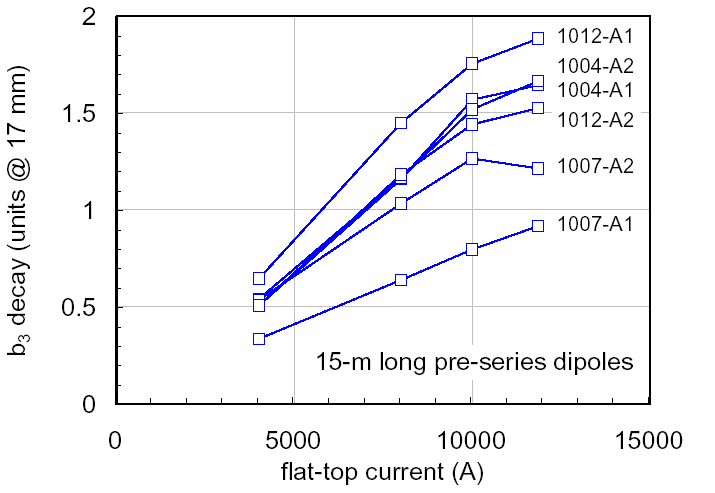 2
1012-A1
1004-A2
1004-A1
1.5
1012-A2
1007-A2
1
1007-A1
0.5
15-m long pre-series dipoles
0
0 5000 10000 15000
flat-top current (A)
b3 decay (units @ 17 mm)